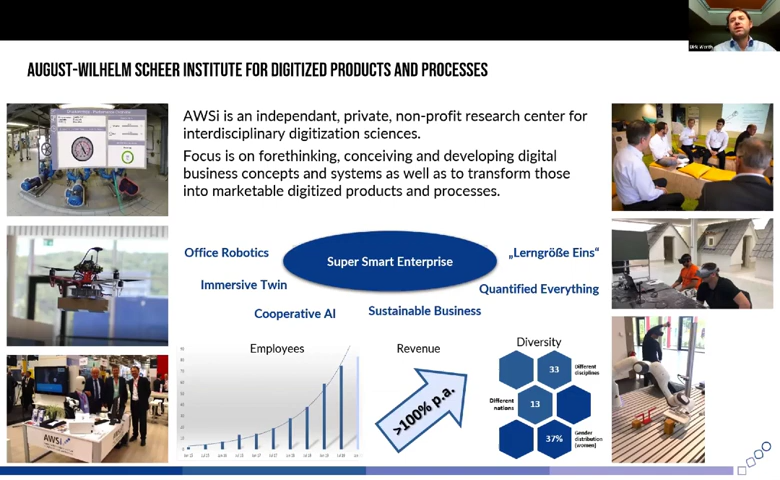 Dirk Werth
AUGUST-WILHELM SCHEER INSTITUTE FOR DIGITIZED PRODUCTS AND PROCESSES
AWSi is an independant, private, non-profit research center for
interdisciplinary digitization sciences.
Focus is on forethinking, conceiving and developing digital
business concepts and systems as well as to transform those
into marketable digitized products and processes.
Office Robotics
Super Smart Enterprise
„Lerngröße Eins“
Immersive Twin
Quantified Everything
Cooperative AI
Sustainable Business
Employees
Revenue
Diversity
>100% p.a.
33
Different
disciplines
Different
nations
13
37%
Gender
distribution
(women)
AWSi